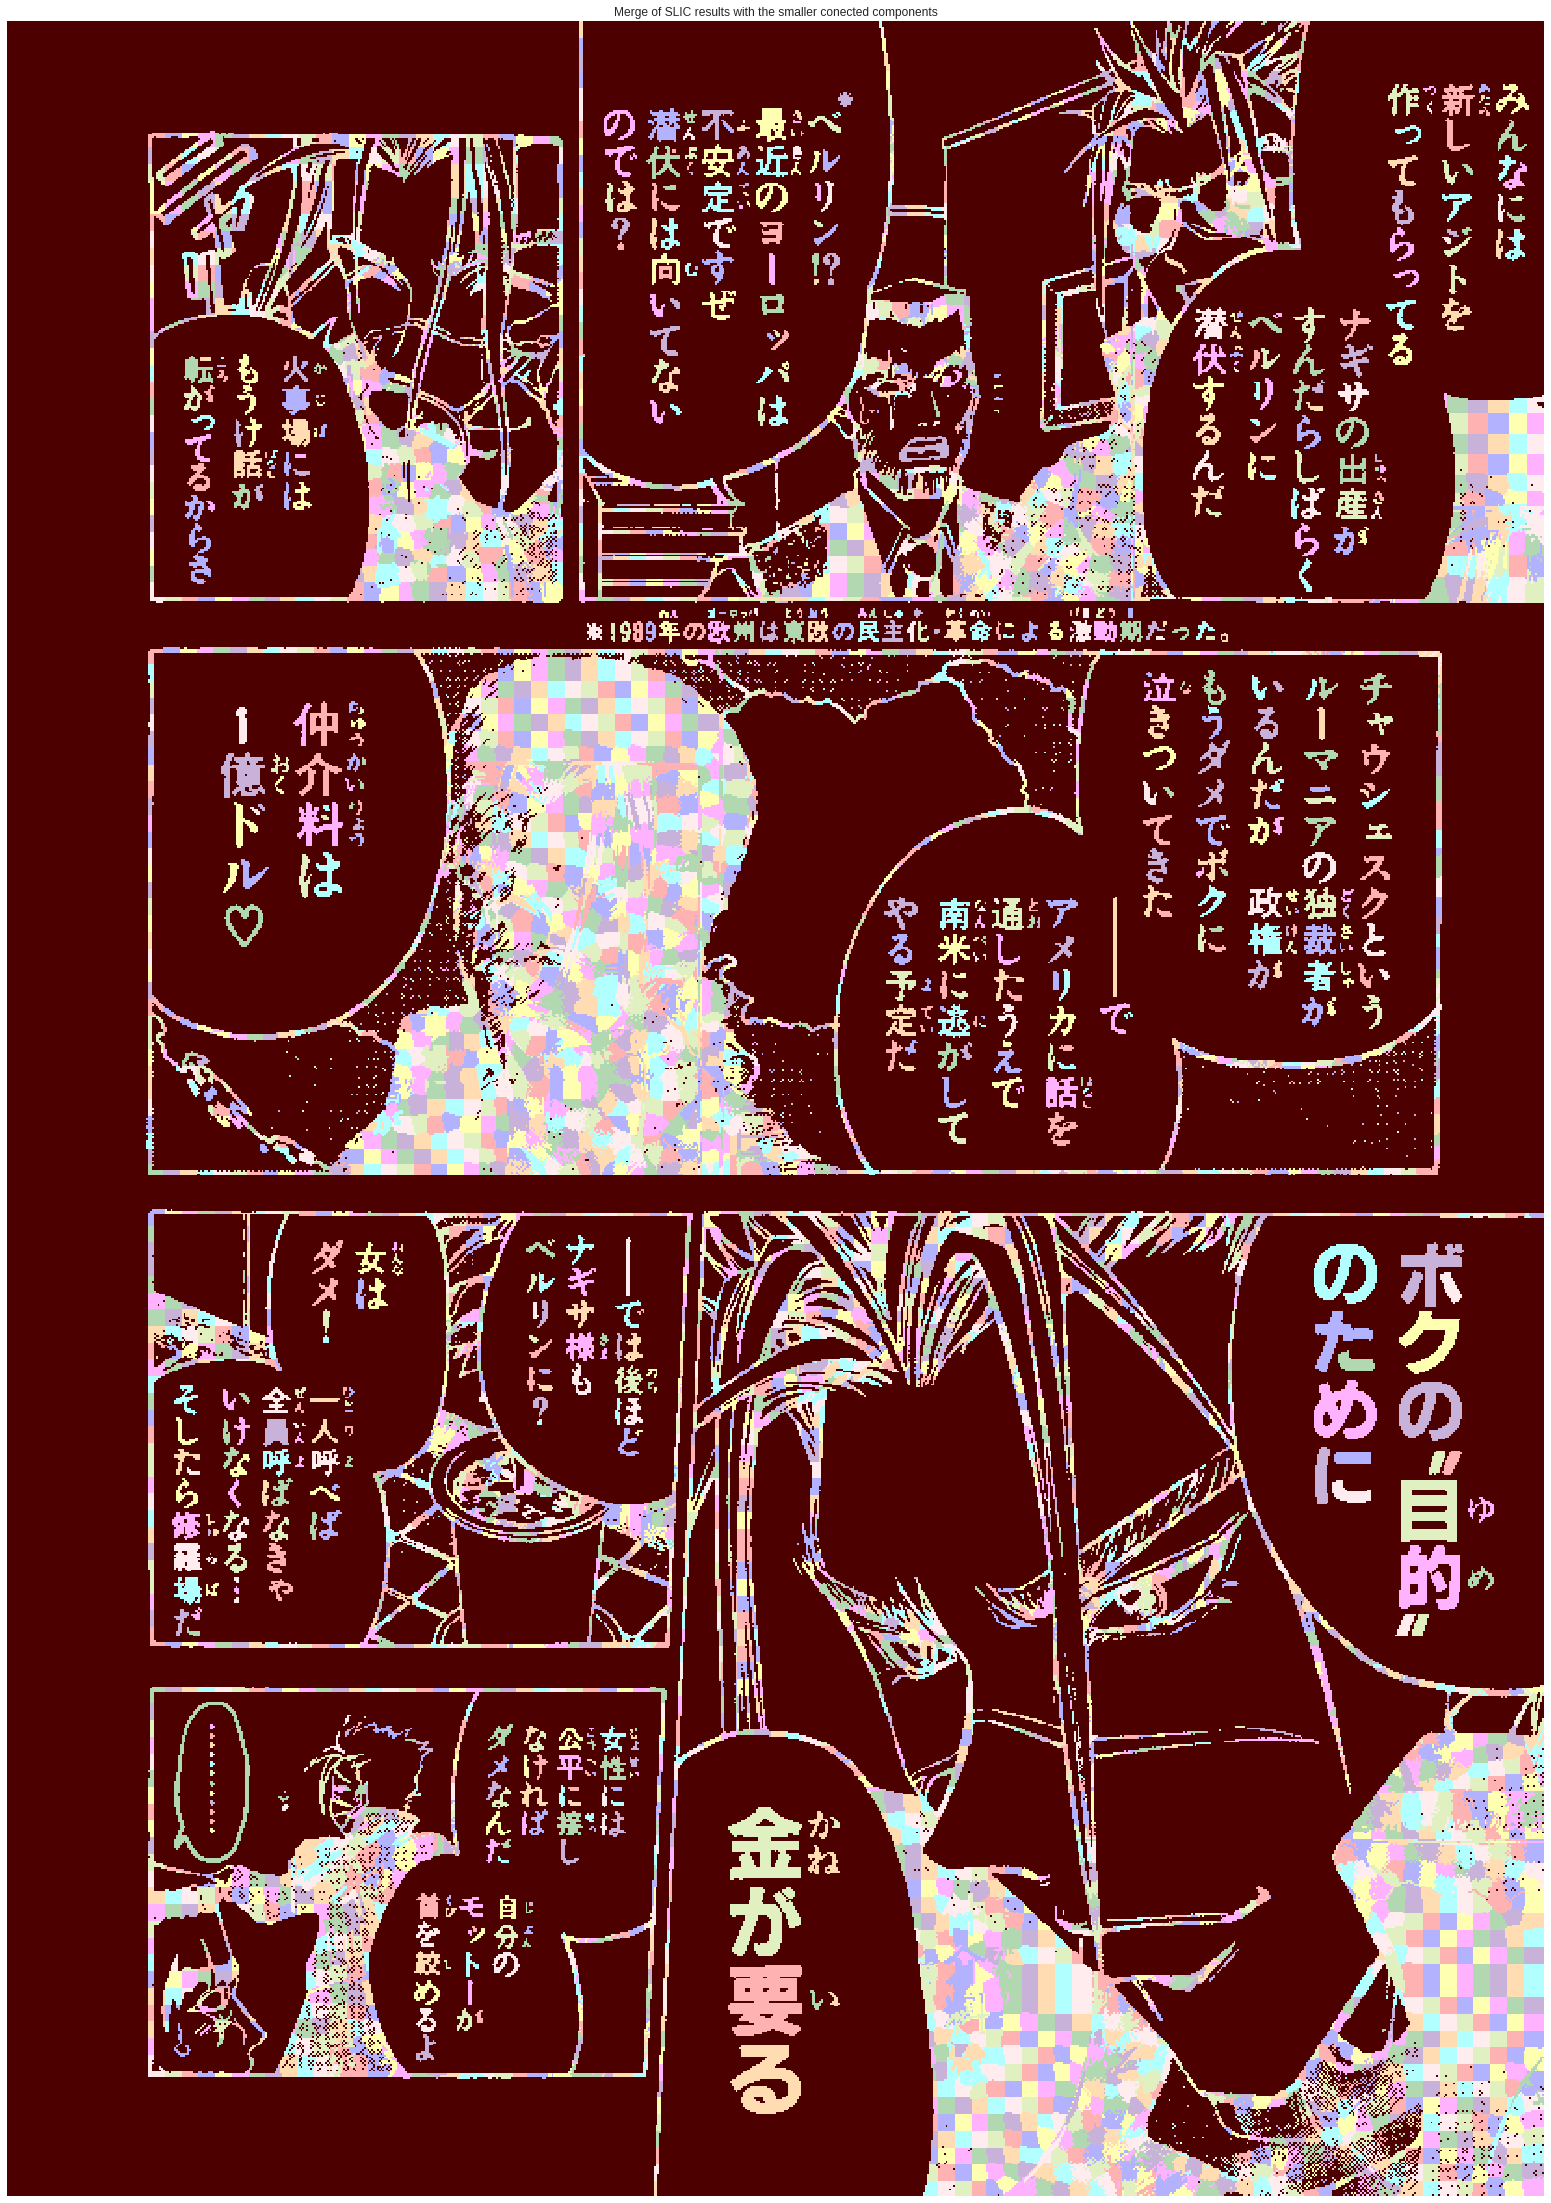 Merge of SLIC results with the smaller conected components
みんなには
新しいアジトを
作ってもらってる
ナギサの出産が
すんだらしばらく
ベルリンに
潜伏するんだ
※
ベルリン!?
最近のヨーロッパは
不安定ですぜ
潜伏には向いてない
のでは?
火事場には
もうけ話が
転がってるからさ
※1989年の欧州は東欧の民主化・革命による激動期だった。
チャウシェスクという
ルーマニアの独裁者が
いるんだが 政権が
もうダメでボクに
泣きついてきた
――で
アメリカに話を
通したうえで
南米に逃がして
やる予定だ
仲介料は
1億ドル♡
ボクの〝目的〟
のために
金が要る
―では後ほど
ナギサ様も
ベルリンに?
女は
ダメ!
一人呼べば
全員呼ばなきゃ
いけなくなる…
そしたら修羅場だ
女性には
公平に接し
なければ
ダメなんだ
自分の
モットーが
首を絞めるよ
…………